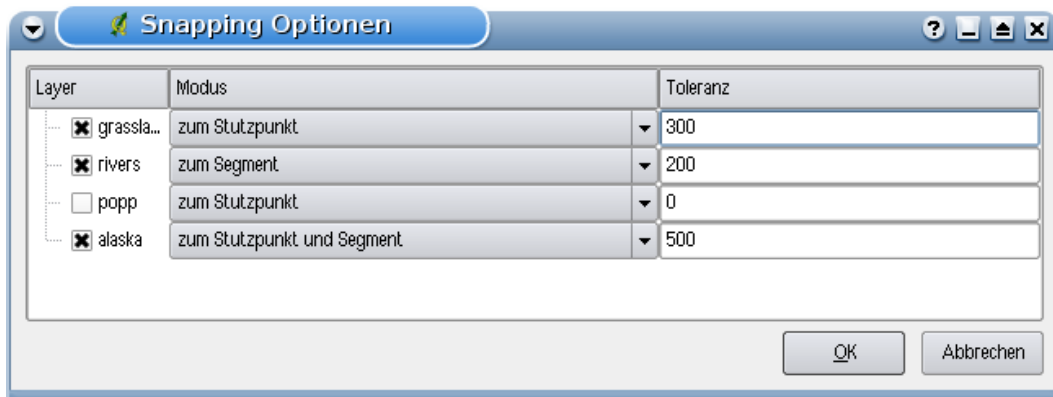 Snapping Optionen
Layer Modus Toleranz
grassla... zum Stutzpunkt 300
rivers zum Segment 200
popp zum Stutzpunkt 0
alaska zum Stutzpunkt und Segment 500
OK Abbrechen